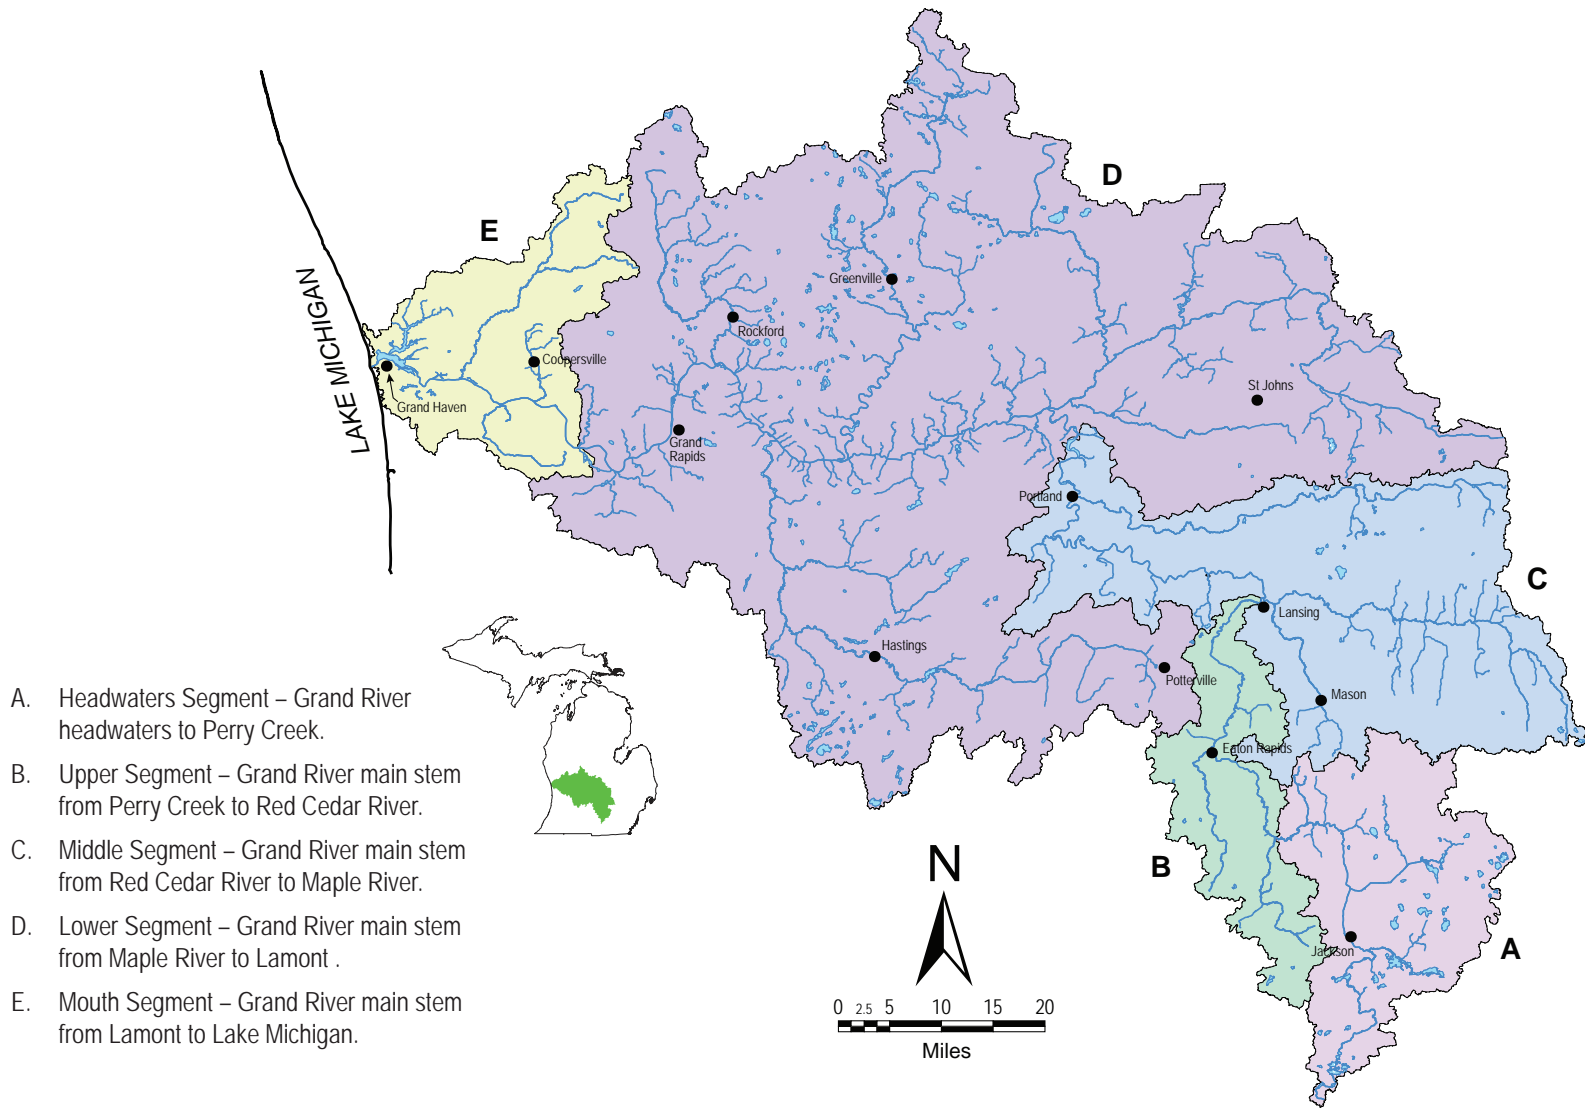 D
E
LAKE MICHIGAN
Greenville
Rockford
Coopersville
Grand Haven
St Johns
Grand
Rapids
Portland
C
Lansing
Hastings
Potterville
Mason
Eaton Rapids
A. Headwaters Segment – Grand River
headwaters to Perry Creek.
B. Upper Segment – Grand River main stem
from Perry Creek to Red Cedar River.
C. Middle Segment – Grand River main stem
from Red Cedar River to Maple River.
D. Lower Segment – Grand River main stem
from Maple River to Lamont .
E. Mouth Segment – Grand River main stem
from Lamont to Lake Michigan.
N
B
A
Jackson
0 2.5 5 10 15 20
Miles